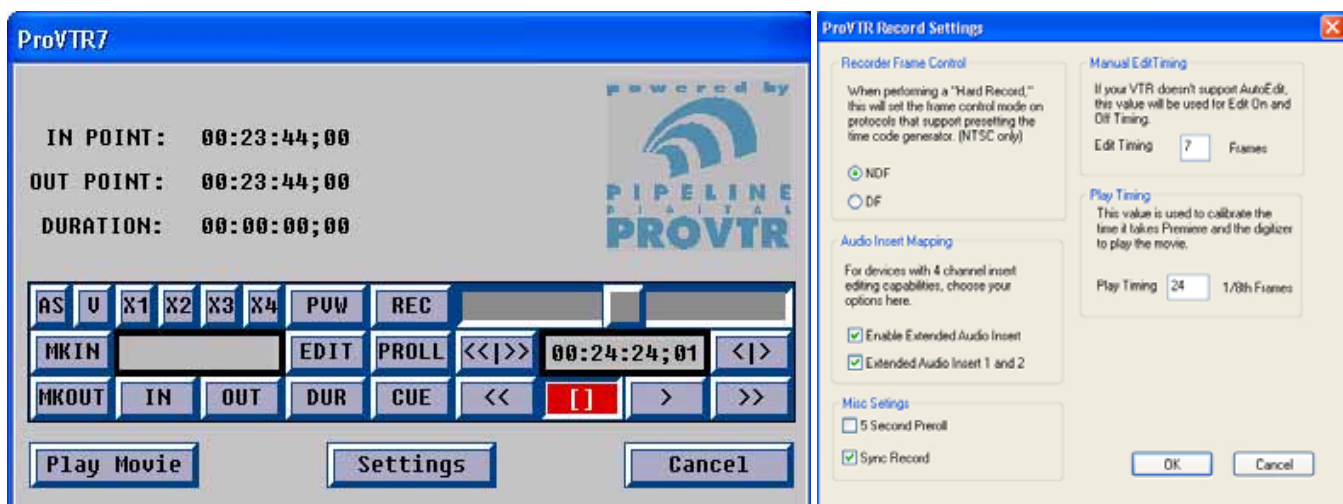 ProVTR7
powered by
IN POINT: 00:23:44;00
OUT POINT: 00:23:44;00
DURATION: 00:00:00;00
PIPELINE
DIGITAL
PROVTR
AS V X1 X2 X3 X4 PVW REC
MKIN EDIT PROLL <<|>> 00:24:24;01 <|>
MKOUT IN OUT DUR CUE << [] > >>
Play Movie Settings Cancel
ProVTR Record Settings
Recorder Frame Control
When performing a "Hard Record,"
this will set the frame control mode on
protocols that support presetting the
time code generator. (NTSC only)
NDF
DF
Audio Insert Mapping
For devices with 4 channel insert
editing capabilities, choose your
options here.
Enable Extended Audio Insert
Extended Audio Insert 1 and 2
Misc Setings
5 Second Preroll
Sync Record
Manual EditTiming
If your VTR doesn't support AutoEdit,
this value will be used for Edit On and
Off Timing.
Edit Timing 7 Frames
Play Timing
This value is used to calibrate the
time it takes Premiere and the digitizer
to play the movie.
Play Timing 24 1/8th Frames
OK Cancel